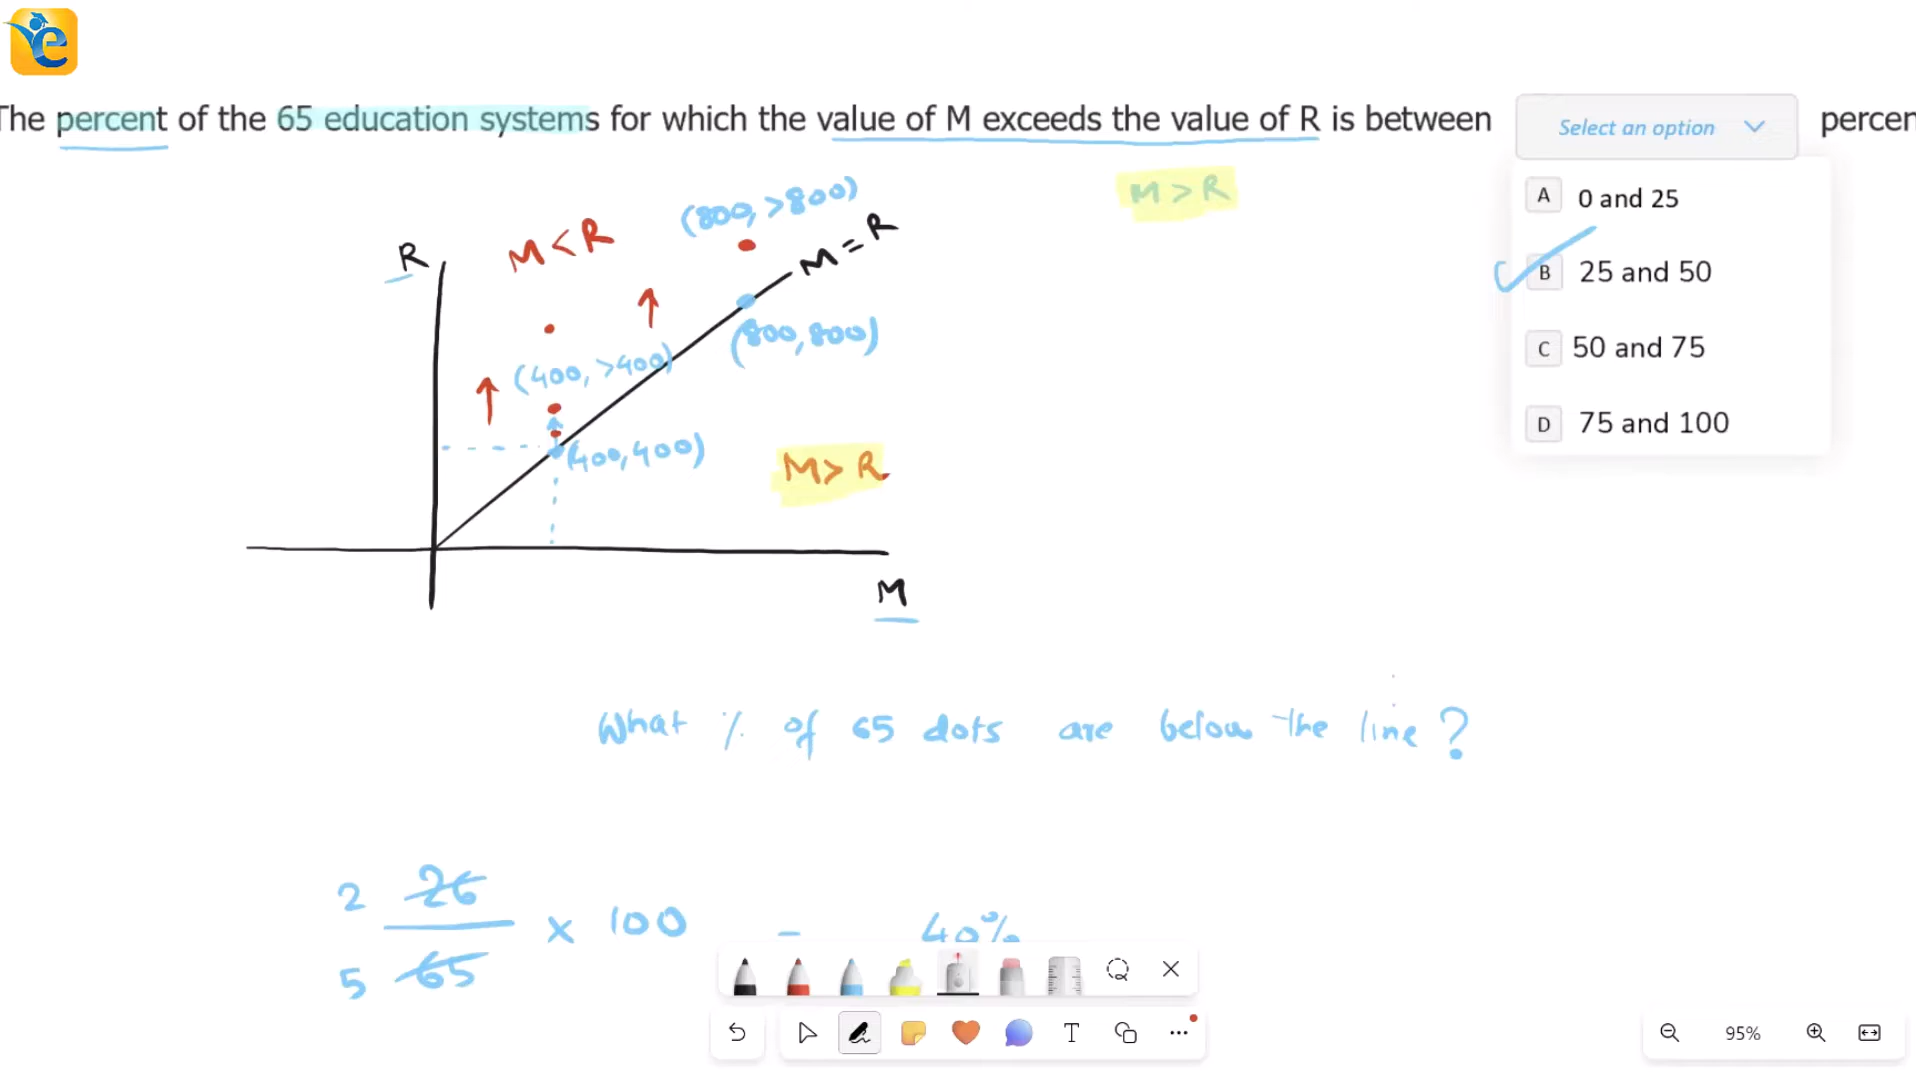 The percent of the 65 education systems for which the value of M exceeds the value of R is between Select an option percen
M > R
A 0 and 25
B 25 and 50
C 50 and 75
D 75 and 100
(800, >800)
M < R
M = R
R
(800, 800)
(400, >400)
(400, 400)
M > R
M
What % of 65 dots are below the line?
2 26
65 5
× 100 = 40%
T
95%